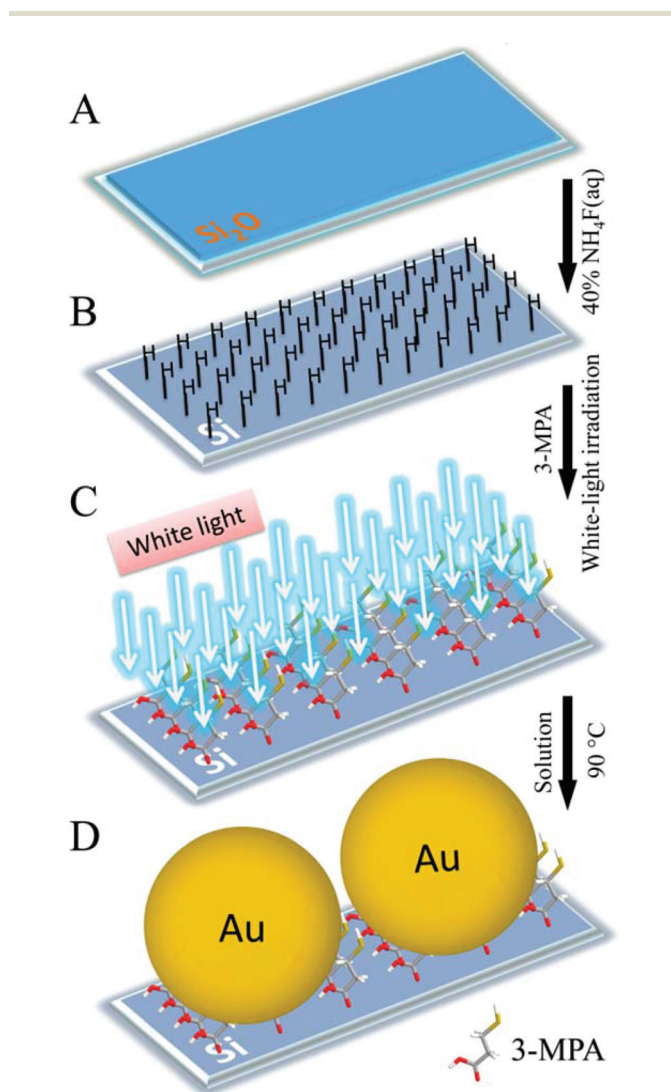 A
Si₂O
40% NH₄F(aq)
B
H H H H H H H H H H
H H H H H H H H H H
H H H H H H H H H H
H H H H H H H H H H
Si
3-MPA
White-light irradiation
C
White light
Si
Solution
90 °C
D
Au
Au
Si
3-MPA